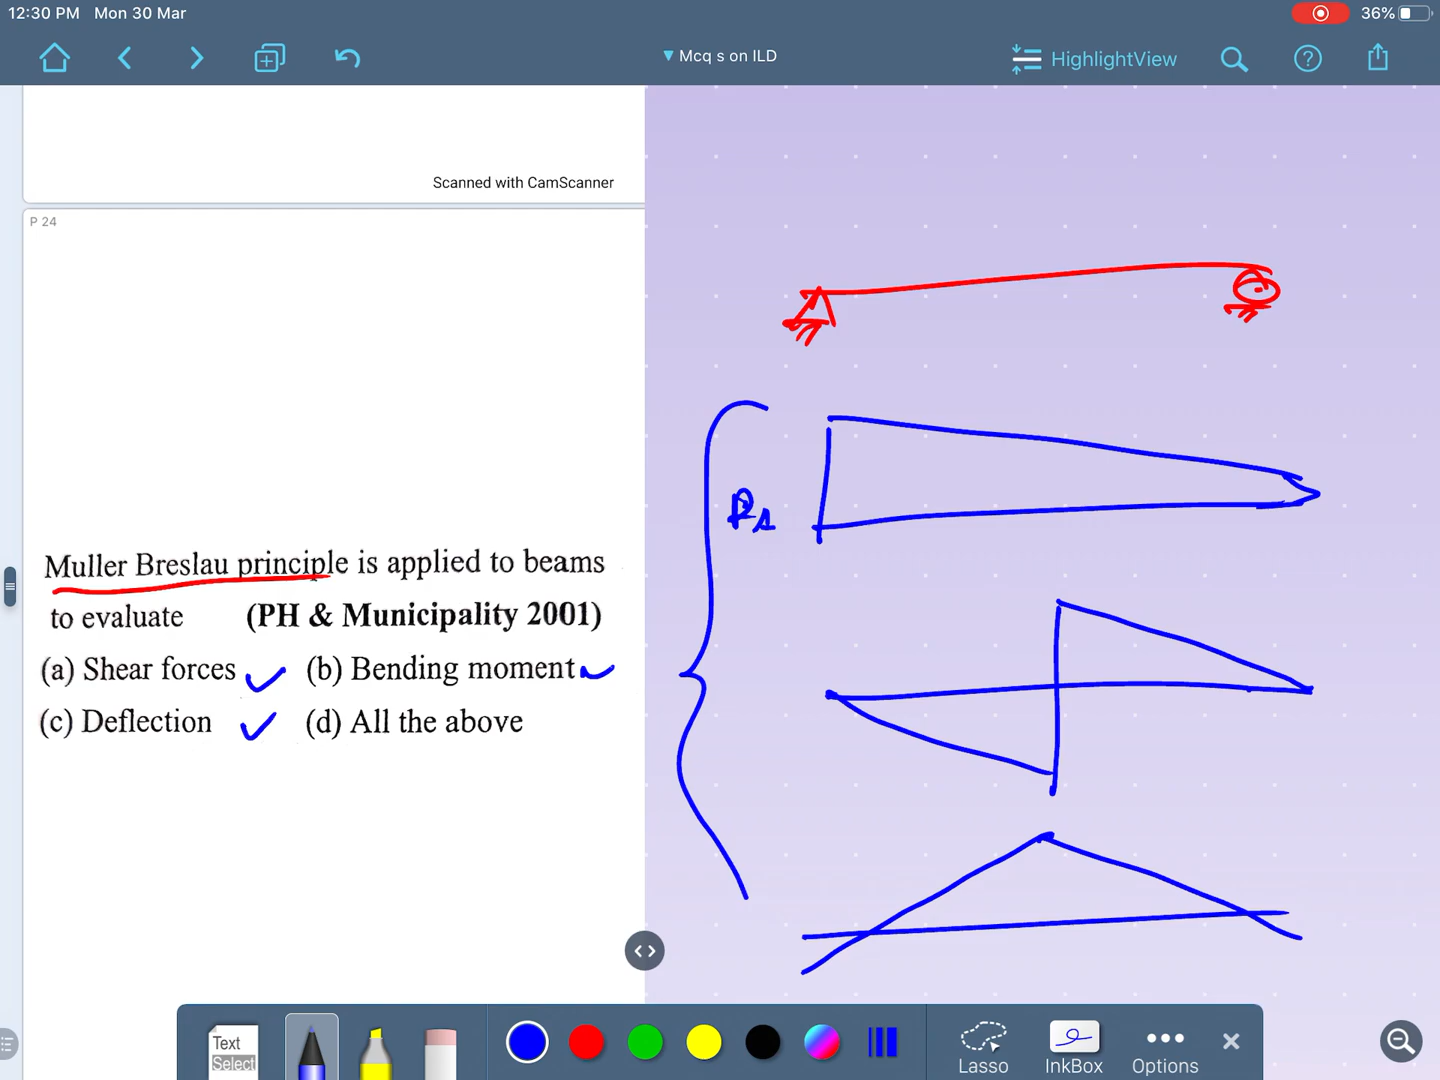 12:30 PM Mon 30 Mar
36%
Mcq s on ILD
HighlightView
Scanned with CamScanner
P 24
Muller Breslau principle is applied to beams
to evaluate (PH & Municipality 2001)
(a) Shear forces (b) Bending moment
(c) Deflection (d) All the above
Text
Select
Lasso
InkBox
Options